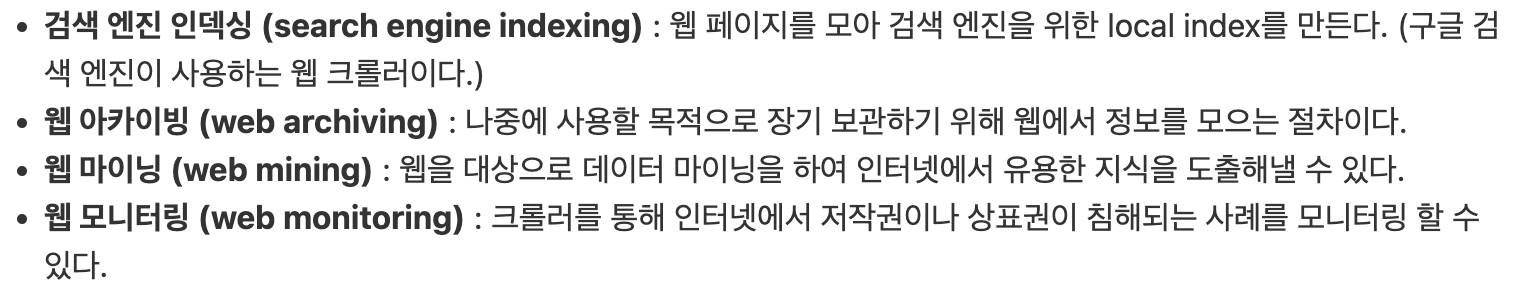 • 검색 엔진 인덱싱 (search engine indexing) : 웹 페이지를 모아 검색 엔진을 위한 local index를 만든다. (구글 검
색 엔진이 사용하는 웹 크롤러이다.)
• 웹 아카이빙 (web archiving) : 나중에 사용할 목적으로 장기 보관하기 위해 웹에서 정보를 모으는 절차이다.
• 웹 마이닝 (web mining) : 웹을 대상으로 데이터 마이닝을 하여 인터넷에서 유용한 지식을 도출해낼 수 있다.
• 웹 모니터링 (web monitoring) : 크롤러를 통해 인터넷에서 저작권이나 상표권이 침해되는 사례를 모니터링 할 수
있다.